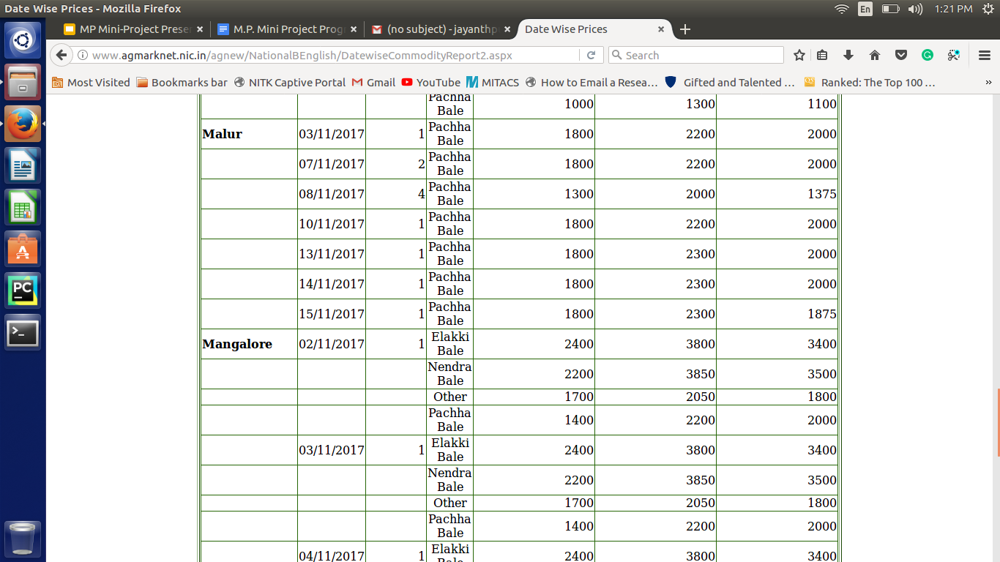 Date Wise Prices - Mozilla Firefox En 1:21 PM
MP Mini-Project Prese M.P. Mini Project Prog (no subject) - jayanthp Date Wise Prices
www.agmarknet.nic.in/agnew/NationalBEnglish/DatewiseCommodityReport2.aspx Search
Most Visited Bookmarks bar NITK Captive Portal Gmail YouTube MITACS How to Email a Resea... Gifted and Talented ... Ranked: The Top 100 ... »
Pachha
Bale 1000 1300 1100
Malur 03/11/2017 1 Pachha Bale 1800 2200 2000
07/11/2017 2 Pachha Bale 1800 2200 2000
08/11/2017 4 Pachha Bale 1300 2000 1375
10/11/2017 1 Pachha Bale 1800 2200 2000
13/11/2017 1 Pachha Bale 1800 2300 2000
14/11/2017 1 Pachha Bale 1800 2300 2000
15/11/2017 1 Pachha Bale 1800 2300 1875
Mangalore 02/11/2017 1 Elakki Bale 2400 3800 3400
Nendra Bale 2200 3850 3500
Other 1700 2050 1800
Pachha Bale 1400 2200 2000
03/11/2017 1 Elakki Bale 2400 3800 3400
Nendra Bale 2200 3850 3500
Other 1700 2050 1800
Pachha Bale 1400 2200 2000
04/11/2017 1 Elakki Bale 2400 3800 3400
PC